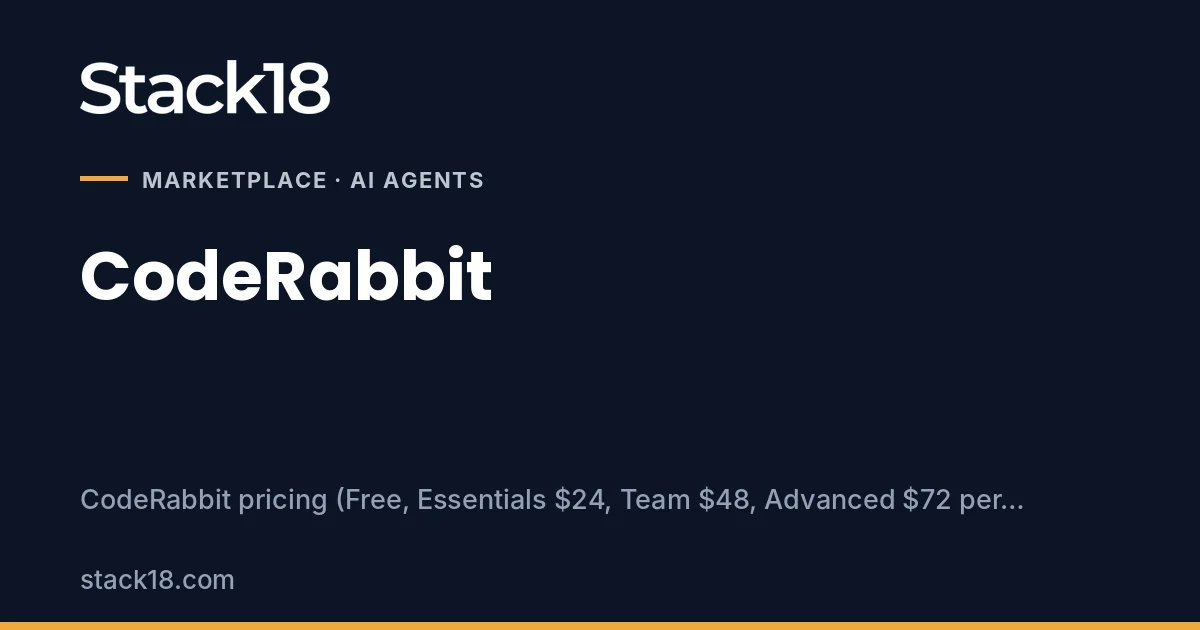 Stack18
MARKETPLACE · AI AGENTS
CodeRabbit
CodeRabbit pricing (Free, Essentials $24, Team $48, Advanced $72 per...
stack18.com